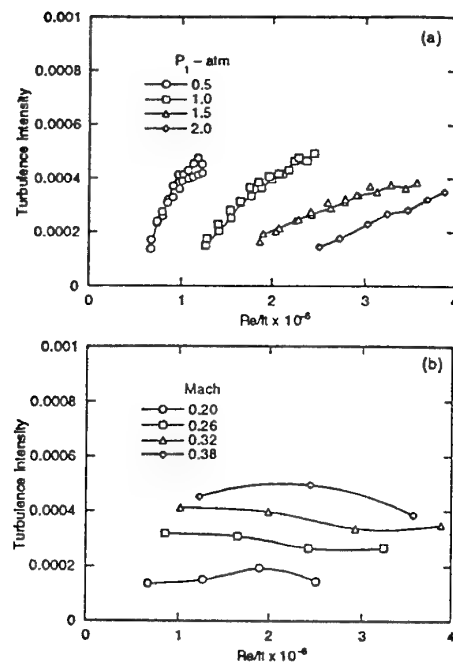 (a)
P1 – atm
0.5
1.0
1.5
2.0
0.001
0.0008
0.0006
0.0004
0.0002
0
Turbulence Intensity
0 1 2 3 4
Re/ft x 10-6
(b)
Mach
0.20
0.26
0.32
0.38
0.001
0.0008
0.0006
0.0004
0.0002
0
Turbulence Intensity
0 1 2 3 4
Re/ft x 10-6